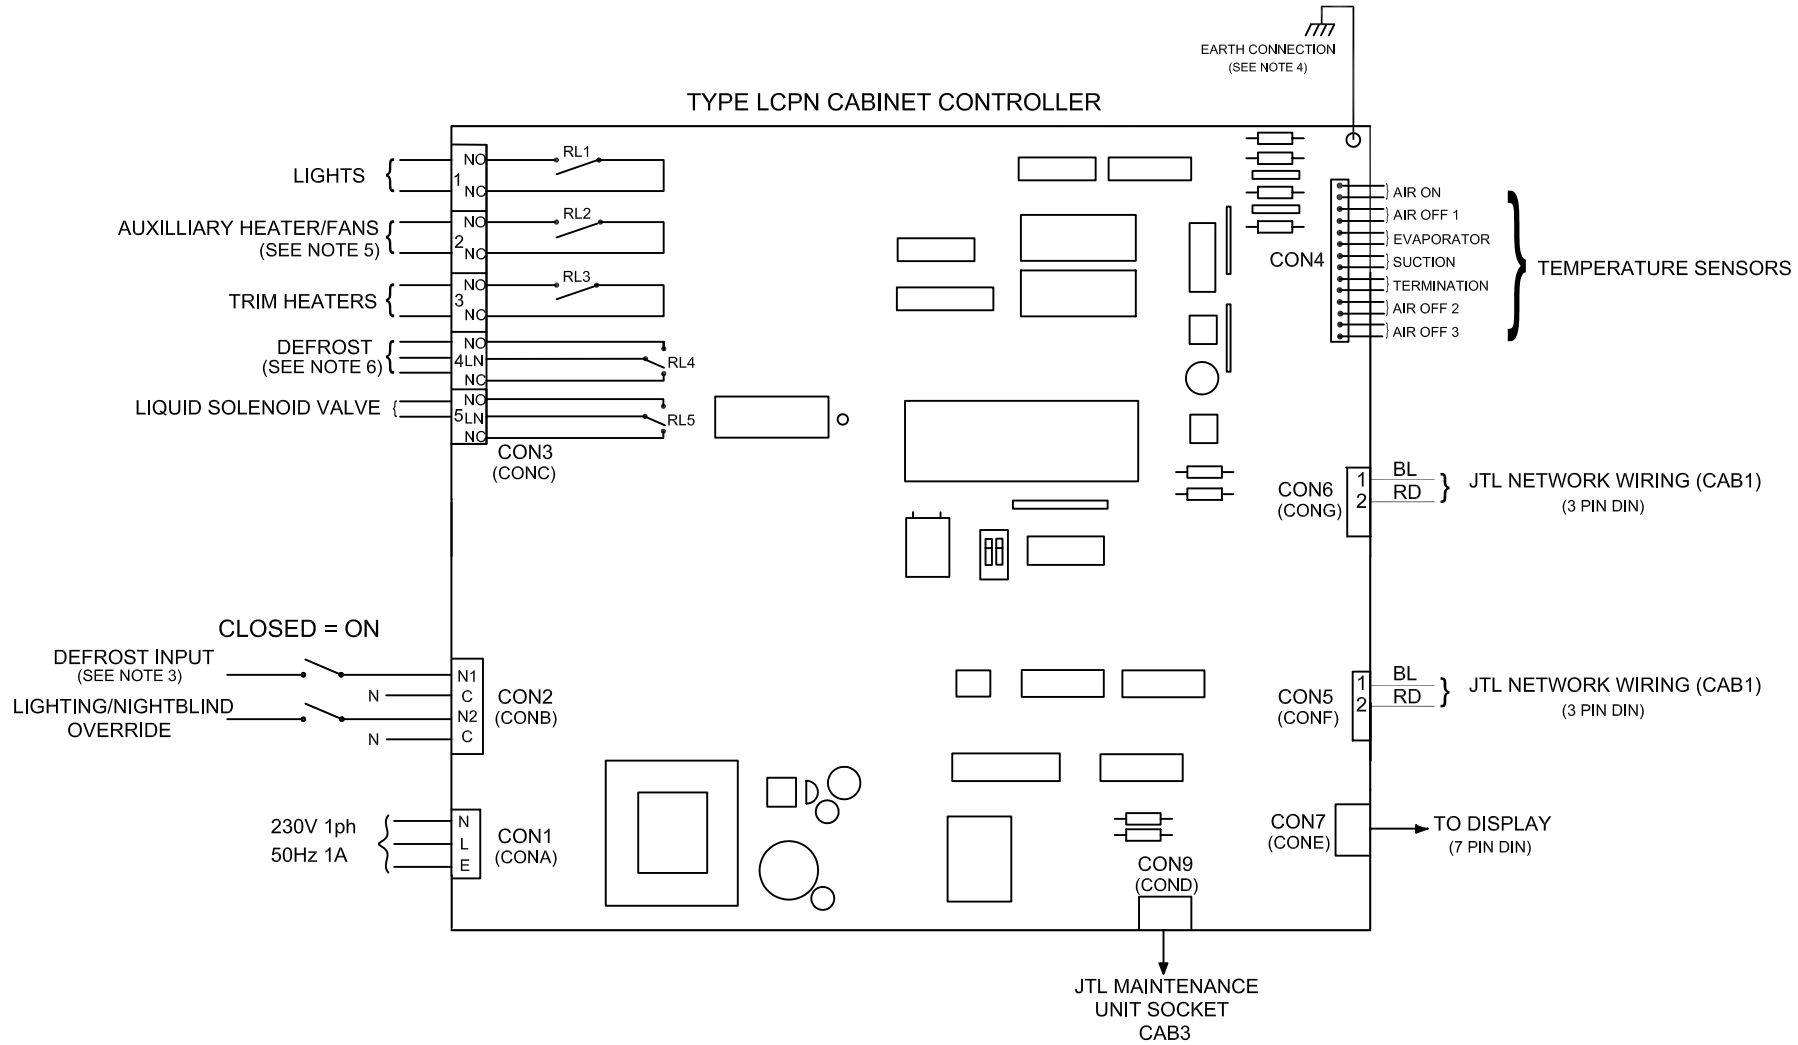 EARTH CONNECTION
(SEE NOTE 4)
TYPE LCPN CABINET CONTROLLER
LIGHTS
1
NO
NC
RL1
AUXILLIARY HEATER/FANS
(SEE NOTE 5)
2
NO
NC
RL2
TRIM HEATERS
3
NO
NC
RL3
DEFROST
(SEE NOTE 6)
NO
4LN
NC
RL4
LIQUID SOLENOID VALVE
NO
5LN
NC
RL5
CON3
(CONC)
CON4
AIR ON
AIR OFF 1
EVAPORATOR
SUCTION
TERMINATION
AIR OFF 2
AIR OFF 3
TEMPERATURE SENSORS
CON6
(CONG)
1
2
BL
RD
JTL NETWORK WIRING (CAB1)
(3 PIN DIN)
CLOSED = ON
DEFROST INPUT
(SEE NOTE 3)
N
LIGHTING/NIGHTBLIND
OVERRIDE
N
N1
C
N2
C
CON2
(CONB)
CON5
(CONF)
1
2
BL
RD
JTL NETWORK WIRING (CAB1)
(3 PIN DIN)
230V 1ph
50Hz 1A
N
L
E
CON1
(CONA)
CON7
(CONE)
TO DISPLAY
(7 PIN DIN)
CON9
(COND)
JTL MAINTENANCE
UNIT SOCKET
CAB3